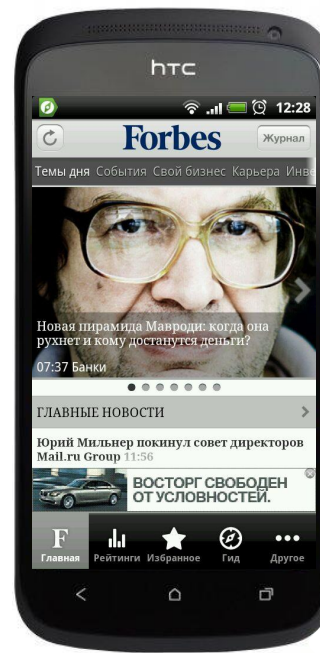 hTC
12:28
Forbes
Журнал
Темы дня События Свой бизнес Карьера Инве
Новая пирамида Мавроди: когда она
рухнет и кому достанутся деньги?
07:37 Банки
ГЛАВНЫЕ НОВОСТИ
Юрий Мильнер покинул совет директоров
Mail.ru Group 11:56
ВОСТОРГ СВОБОДЕН
ОТ УСЛОВНОСТЕЙ.
F
Главная Рейтинги Избранное Гид Другое